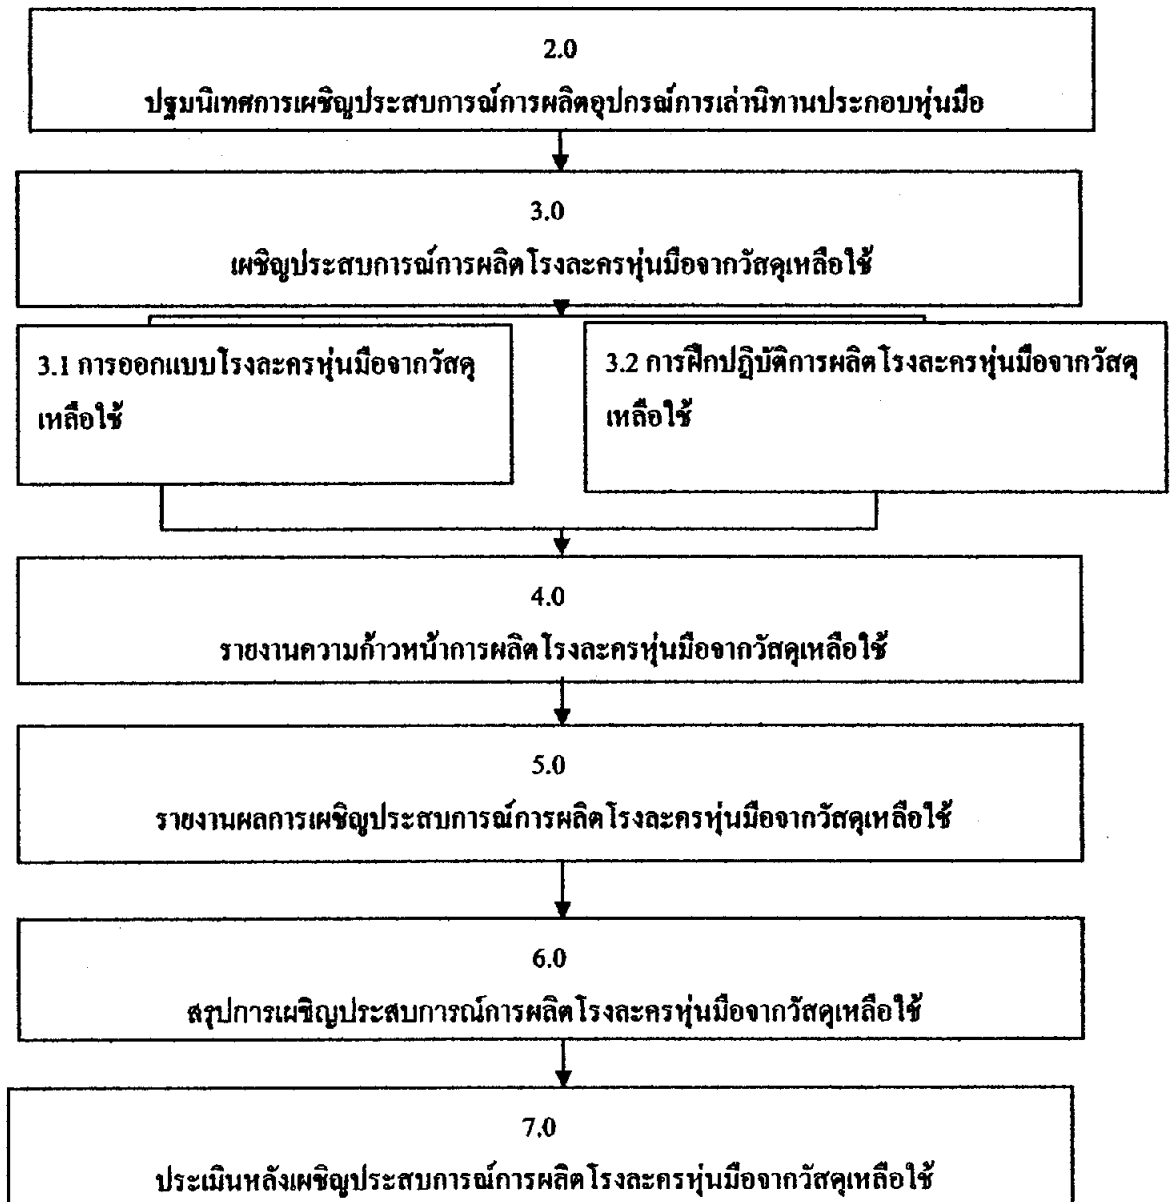 2.0
ปฐมนิเทศการเผชิญประสบการณ์การผลิตอุปกรณ์การเล่านิทานประกอบหุ่นมือ
3.0
เผชิญประสบการณ์การผลิตโรงละครหุ่นมือจากวัสดุเหลือใช้
3.1 การออกแบบโรงละครหุ่นมือจากวัสดุ
เหลือใช้
3.2 การฝึกปฏิบัติการผลิตโรงละครหุ่นมือจากวัสดุ
เหลือใช้
4.0
รายงานความก้าวหน้าการผลิตโรงละครหุ่นมือจากวัสดุเหลือใช้
5.0
รายงานผลการเผชิญประสบการณ์การผลิตโรงละครหุ่นมือจากวัสดุเหลือใช้
6.0
สรุปการเผชิญประสบการณ์การผลิตโรงละครหุ่นมือจากวัสดุเหลือใช้
7.0
ประเมินหลังเผชิญประสบการณ์การผลิตโรงละครหุ่นมือจากวัสดุเหลือใช้